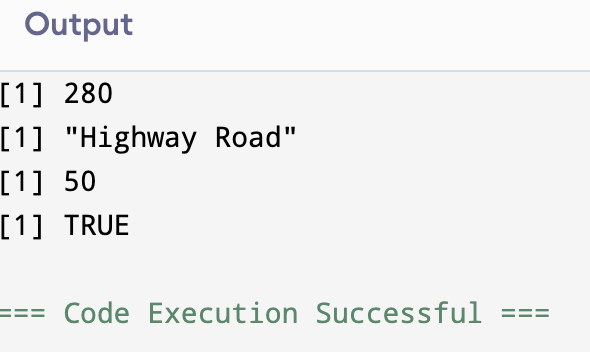 Output
[1] 280
[1] "Highway Road"
[1] 50
[1] TRUE
=== Code Execution Successful ===